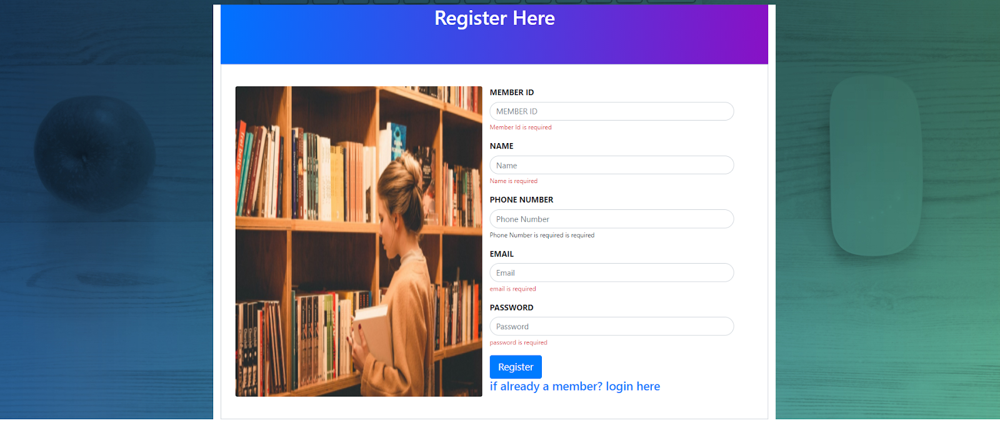 Register Here
MEMBER ID
MEMBER ID
Member Id is required
NAME
Name
Name is required
PHONE NUMBER
Phone Number
Phone Number is required is required
EMAIL
Email
email is required
PASSWORD
Password
password is required
Register
if already a member? login here